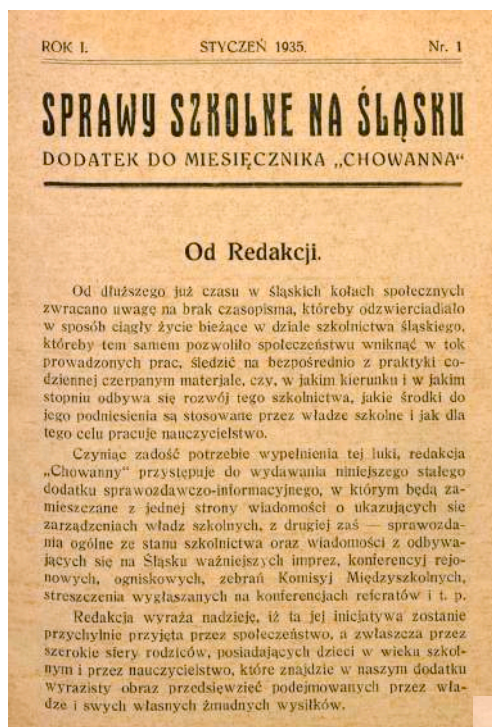 ROK I. STYCZEŃ 1935. Nr. 1
SPRAWY SZKOLNE NA ŚLĄSKU
DODATEK DO MIESIĘCZNIKA „CHOWANNA“
Od Redakcji.
Od dłuższego już czasu w śląskich kołach społecznych
zwracano uwagę na brak czasopisma, któreby odzwierciadlało
w sposób ciągły życie bieżące w dziale szkolnictwa śląskiego,
któreby tem samem pozwoliło społeczeństwu wniknąć w tok
prowadzonych prac, śledzić na bezpośrednio z praktyki co-
dziennej czerpanym materjale, czy, w jakim kierunku i w jakim
stopniu odbywa się rozwój tego szkolnictwa, jakie środki do
jego podniesienia są stosowane przez władze szkolne i jak dla
tego celu pracuje nauczycielstwo.
Czyniąc zadość potrzebie wypełnienia tej luki, redakcja
„Chowanny“ przystępuje do wydawania niniejszego stałego
dodatku sprawozdawczo-informacyjnego, w którym będą za-
mieszczane z jednej strony wiadomości o ukazujących się
zarządzeniach władz szkolnych, z drugiej zaś — sprawozda-
nia ogólne ze stanu szkolnictwa oraz wiadomości z odbywa-
jących się na Śląsku ważniejszych imprez, konferencyj rejo-
nowych, ogniskowych, zebrań Komisyj Międzyszkolnych,
streszczenia wygłaszanych na konferencjach referatów i t. p.
Redakcja wyraża nadzieję, iż ta jej inicjatywa zostanie
przychylnie przyjęta przez społeczeństwo, a zwłaszcza przez
szerokie sfery rodziców, posiadających dzieci w wieku szkol-
nym i przez nauczycielstwo, które znajdzie w naszym dodatku
wyrazisty obraz przedsięwzięć podejmowanych przez wła-
dze i swych własnych żmudnych wysiłków.